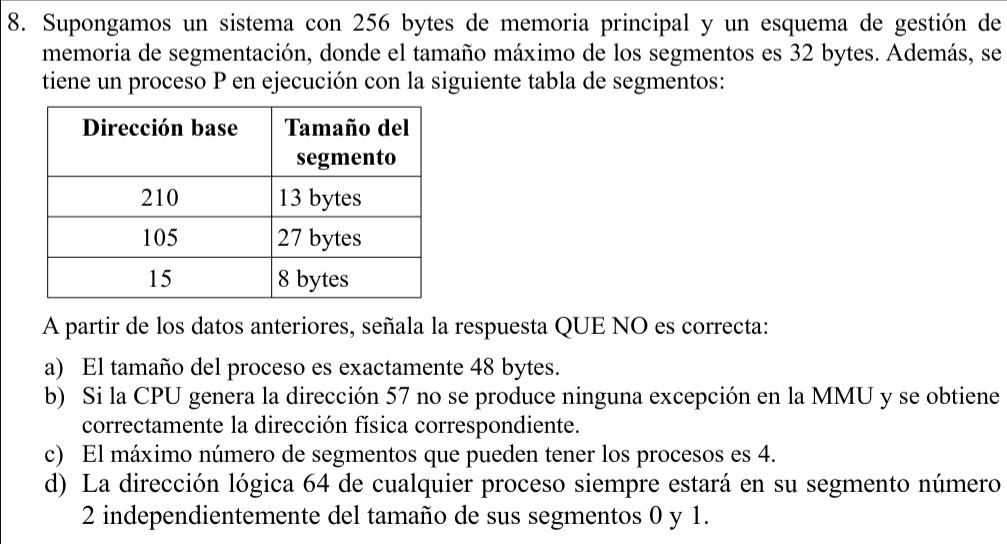 8. Supongamos un sistema con 256 bytes de memoria principal y un esquema de gestión de
memoria de segmentación, donde el tamaño máximo de los segmentos es 32 bytes. Además, se
tiene un proceso P en ejecución con la siguiente tabla de segmentos:
Dirección base Tamaño del
segmento
210 13 bytes
105 27 bytes
15 8 bytes
A partir de los datos anteriores, señala la respuesta QUE NO es correcta:
a) El tamaño del proceso es exactamente 48 bytes.
b) Si la CPU genera la dirección 57 no se produce ninguna excepción en la MMU y se obtiene
correctamente la dirección física correspondiente.
c) El máximo número de segmentos que pueden tener los procesos es 4.
d) La dirección lógica 64 de cualquier proceso siempre estará en su segmento número
2 independientemente del tamaño de sus segmentos 0 y 1.